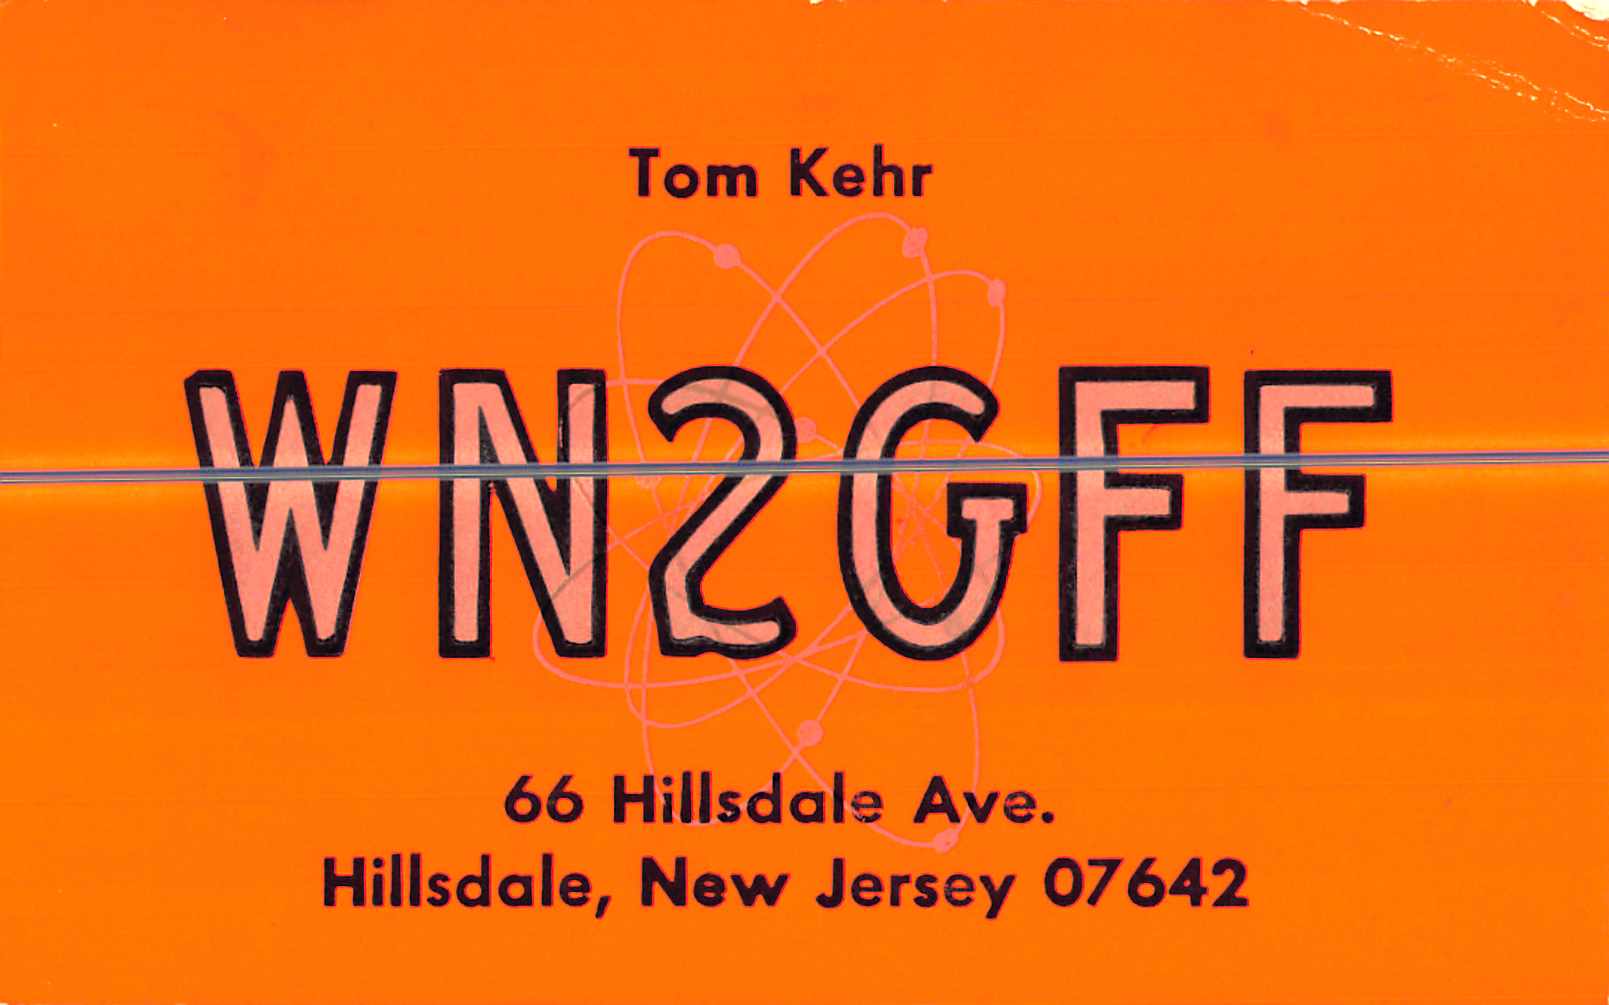 Tom Kehr
WN2GFF
66 Hillsdale Ave.
Hillsdale, New Jersey 07642